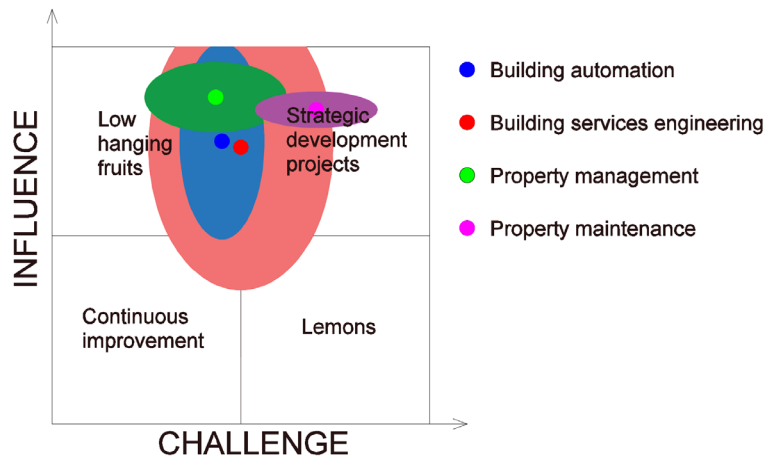 INFLUENCE
Low
hanging
fruits
Strategic
development
projects
Continuous
improvement
Lemons
CHALLENGE
Building automation
Building services engineering
Property management
Property maintenance